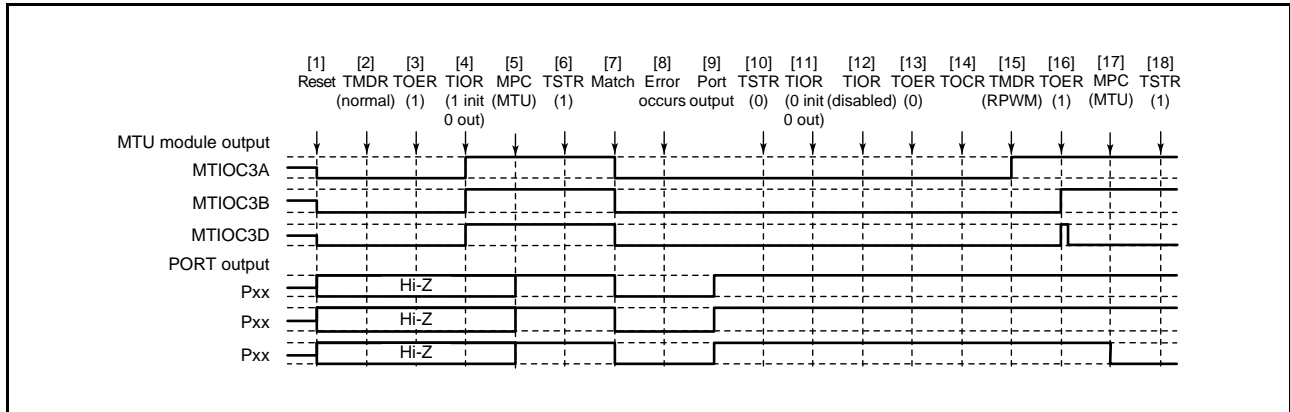 [1] [2] [3] [4] [5] [6] [7] [8] [9] [10] [11] [12] [13] [14] [15] [16] [17] [18]
Reset TMDR TOER TIOR MPC TSTR Match Error Port TSTR TIOR TIOR TOER TOCR TMDR TOER MPC TSTR
(normal) (1) (1 init (MTU) (1) occurs output (0) (0 init (disabled) (0) (RPWM) (1) (MTU) (1)
0 out) 0 out)
MTU module output
MTIOC3A
MTIOC3B
MTIOC3D
PORT output
Pxx Hi-Z
Pxx Hi-Z
Pxx Hi-Z